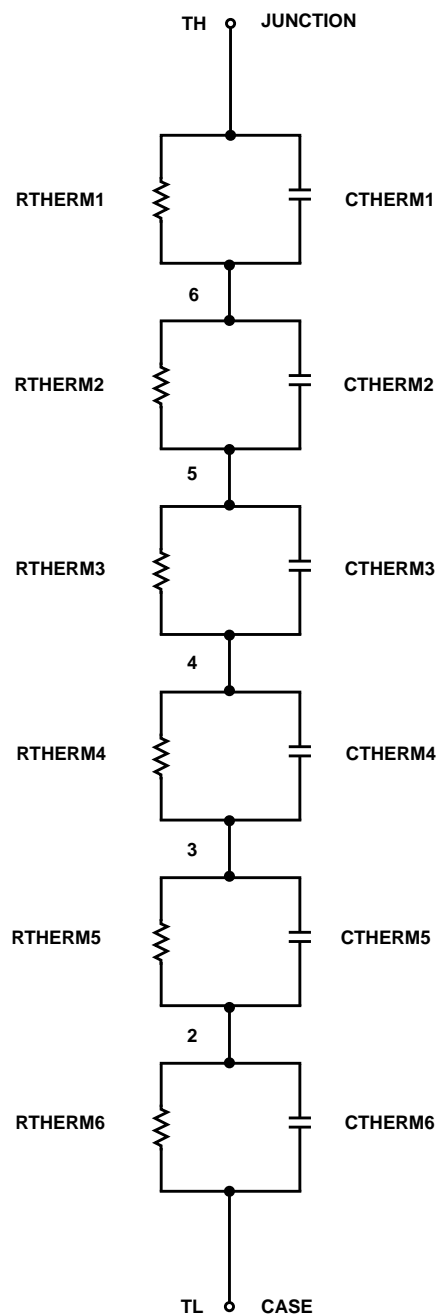 TH JUNCTION
RTHERM1 CTHERM1
6
RTHERM2 CTHERM2
5
RTHERM3 CTHERM3
4
RTHERM4 CTHERM4
3
RTHERM5 CTHERM5
2
RTHERM6 CTHERM6
TL CASE